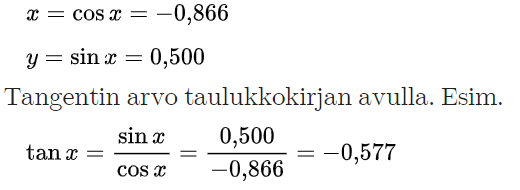 x = cos x = −0,866
y = sin x = 0,500
Tangentin arvo taulukkokirjan avulla. Esim.
tan x = sin x / cos x = 0,500 / −0,866 = −0,577